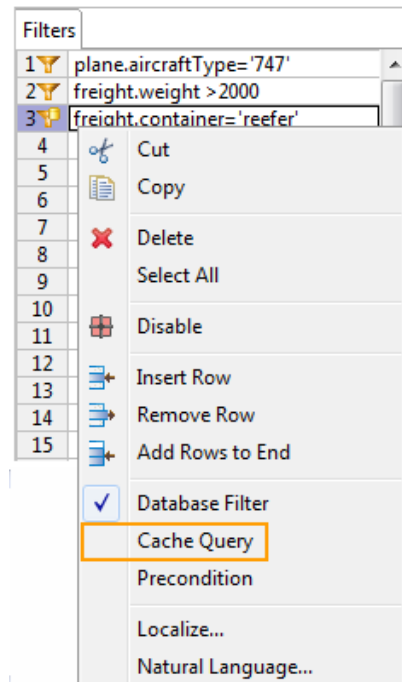 Filters
1 plane.aircraftType='747'
2 freight.weight >2000
3 freight.container='reefer'
4
Cut
5
Copy
6
7
Delete
8
Select All
9
10
Disable
11
12
Insert Row
13
Remove Row
14
Add Rows to End
15
Database Filter
Cache Query
Precondition
Localize...
Natural Language...